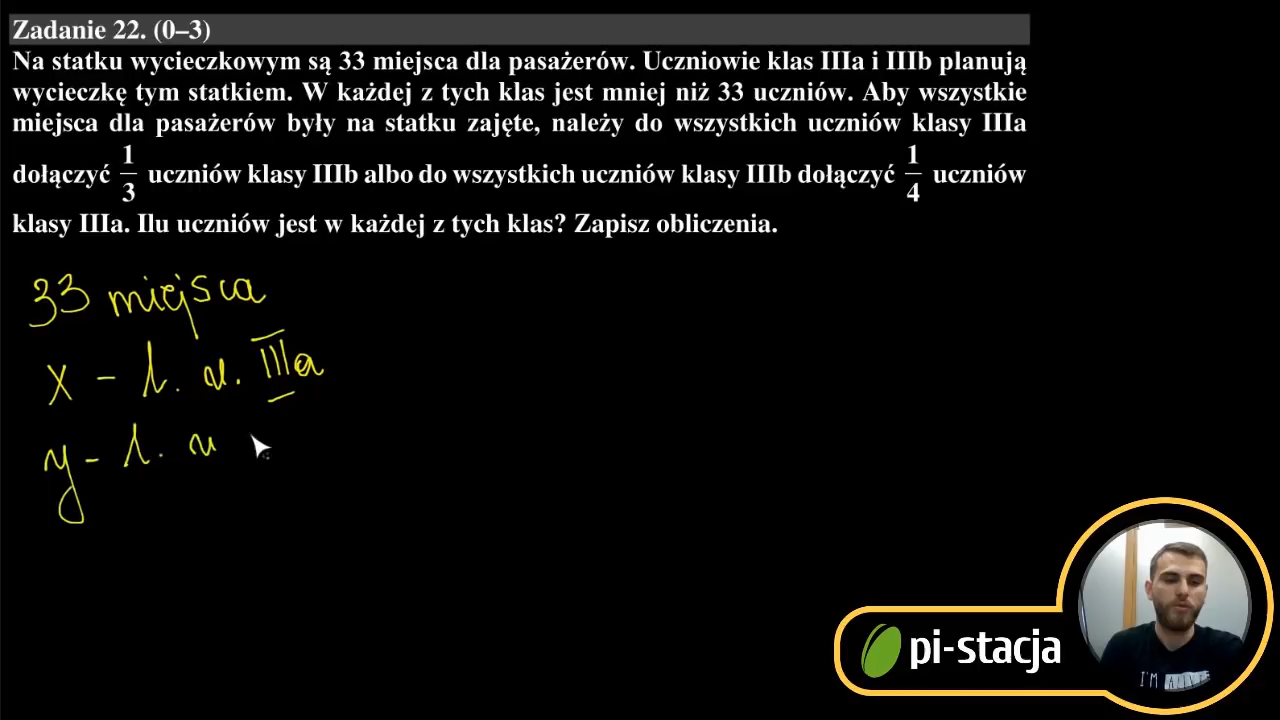 Zadanie 22. (0–3)
Na statku wycieczkowym są 33 miejsca dla pasażerów. Uczniowie klas IIIa i IIIb planują
wycieczkę tym statkiem. W każdej z tych klas jest mniej niż 33 uczniów. Aby wszystkie
miejsca dla pasażerów były na statku zajęte, należy do wszystkich uczniów klasy IIIa
dołączyć 1/3 uczniów klasy IIIb albo do wszystkich uczniów klasy IIIb dołączyć 1/4 uczniów
klasy IIIa. Ilu uczniów jest w każdej z tych klas? Zapisz obliczenia.
33 miejsca
x - l. u. IIIa
y - l. u
pi-stacja
I'M